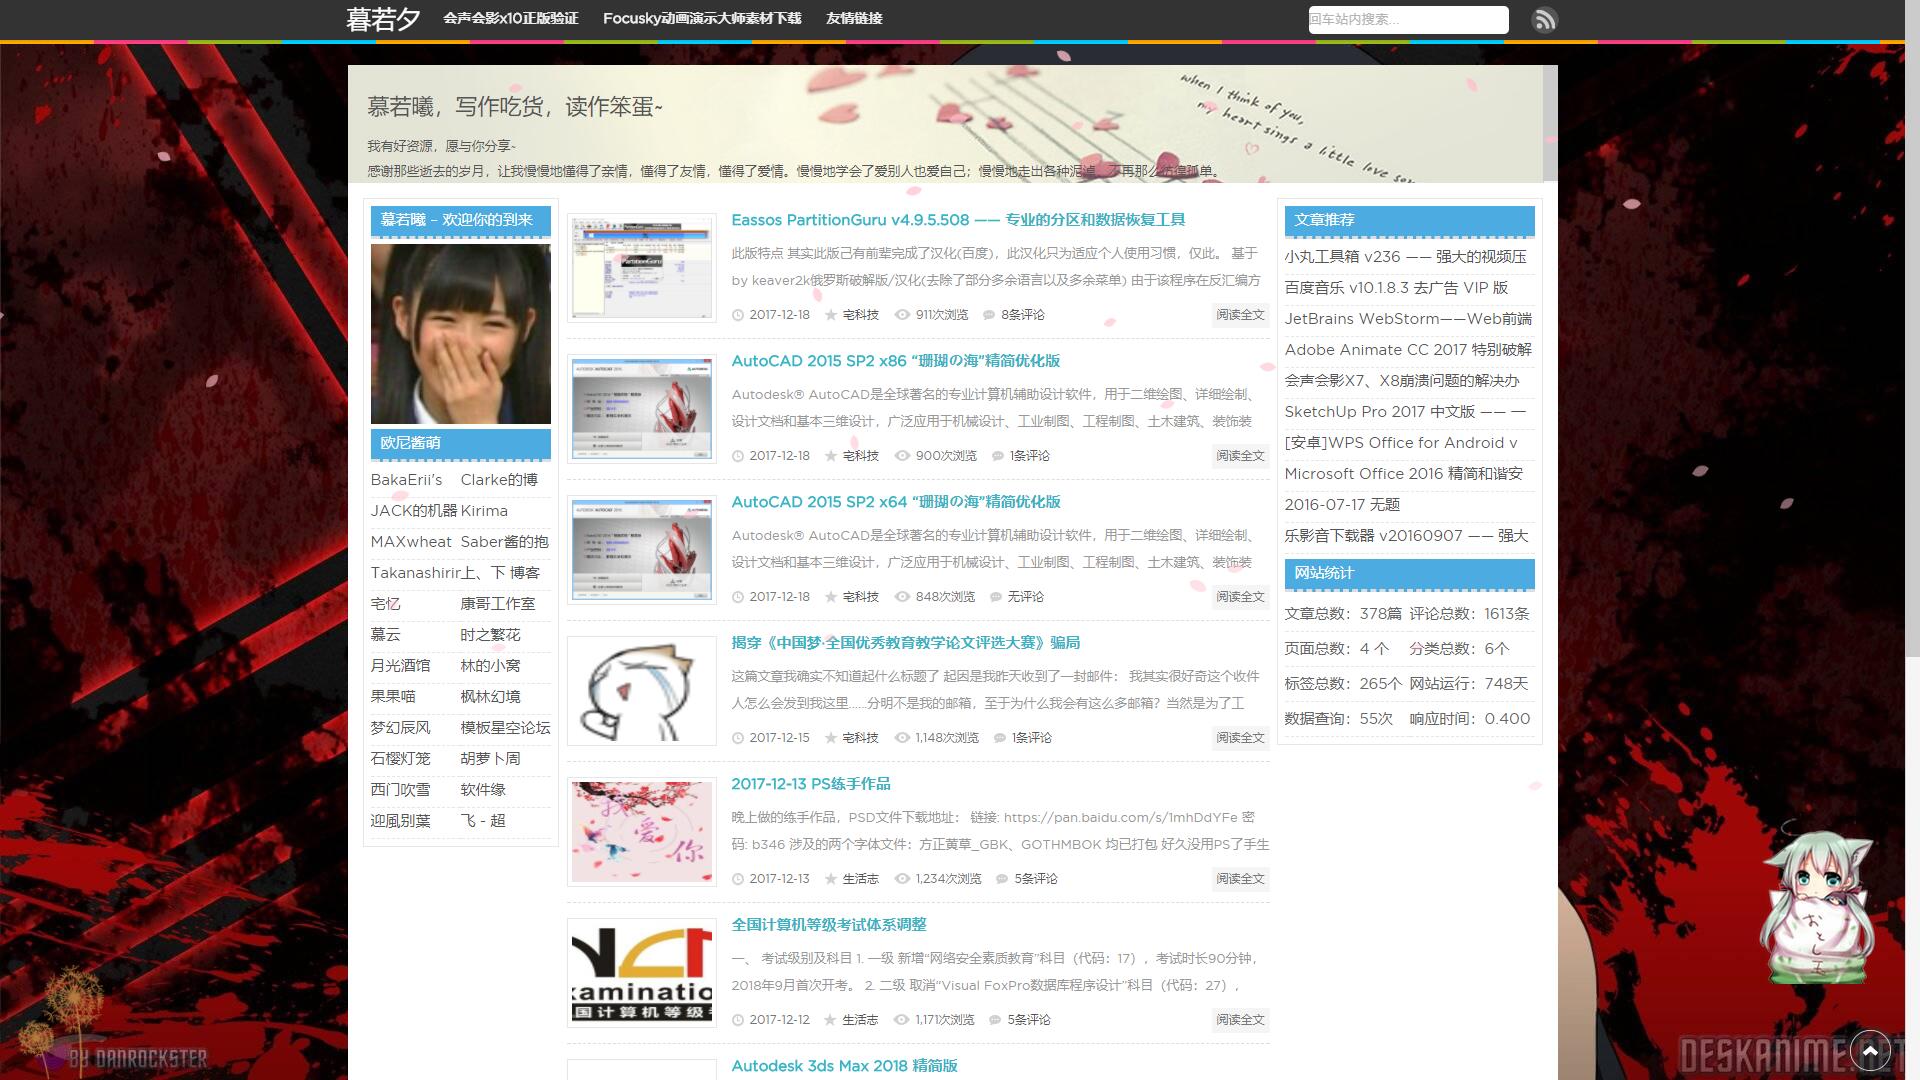 暮若夕
会声会影x10正版验证
Focusky动画演示大师素材下载
友情链接
回车站内搜索...
慕若曦，写作吃货，读作笨蛋~
我有好资源，愿与你分享~
感谢那些逝去的岁月，让我慢慢地懂得了亲情，懂得了友情，懂得了爱情。慢慢地学会了爱别人也爱自己；慢慢地走出各种泥淖，不再那么彷徨孤单。
when I think of you,
my heart sings a little love
暮若曦 – 欢迎你的到来
欧尼酱萌
BakaErii's Clarke的博
JACK的机器 Kirima
MAXwheat Saber酱的抱
Takanashirin 上、下 博客
宅忆 康哥工作室
慕云 时之繁花
月光酒馆 林的小窝
果果喵 枫林幻境
梦幻辰风 模板星空论坛
石樱灯笼 胡萝卜周
西门吹雪 软件缘
迎風别葉 飞 - 超
Eassos PartitionGuru v4.9.5.508 —— 专业的分区和数据恢复工具
此版特点 其实此版己有前辈完成了汉化(百度)，此汉化只为适应个人使用习惯，仅此。 基于
by keaver2k俄罗斯破解版/汉化(去除了部分多余语言以及多余菜单) 由于该程序在反汇编方
2017-12-18 宅科技 911次浏览 8条评论 阅读全文
AutoCAD 2015 SP2 x86 “珊瑚の海”精简优化版
Autodesk® AutoCAD是全球著名的专业计算机辅助设计软件，用于二维绘图、详细绘制、
设计文档和基本三维设计，广泛应用于机械设计、工业制图、工程制图、土木建筑、装饰装
2017-12-18 宅科技 900次浏览 1条评论 阅读全文
AutoCAD 2015 SP2 x64 “珊瑚の海”精简优化版
Autodesk® AutoCAD是全球著名的专业计算机辅助设计软件，用于二维绘图、详细绘制、
设计文档和基本三维设计，广泛应用于机械设计、工业制图、工程制图、土木建筑、装饰装
2017-12-18 宅科技 848次浏览 无评论 阅读全文
揭穿《中国梦·全国优秀教育教学论文评选大赛》骗局
这篇文章我确实不知道起什么标题了 起因是我昨天收到了一封邮件： 我其实很好奇这个收件
人怎么会发到我这里......分明不是我的邮箱，至于为什么我会有这么多邮箱？当然是为了工
2017-12-15 宅科技 1,148次浏览 1条评论 阅读全文
2017-12-13 PS练手作品
晚上做的练手作品，PSD文件下载地址： 链接: https://pan.baidu.com/s/1mhDdYFe 密
码: b346 涉及的两个字体文件：方正黄草_GBK、GOTHMBOK 均已打包 好久没用PS了手生
2017-12-13 生活志 1,234次浏览 5条评论 阅读全文
我爱你
全国计算机等级考试体系调整
一、 考试级别及科目 1. 一级 新增“网络安全素质教育”科目（代码：17），考试时长90分钟，
2018年9月首次开考。 2. 二级 取消“Visual FoxPro数据库程序设计”科目（代码：27），
2017-12-12 生活志 1,171次浏览 5条评论 阅读全文
Autodesk 3ds Max 2018 精简版
文章推荐
小丸工具箱 v236 —— 强大的视频压
百度音乐 v10.1.8.3 去广告 VIP 版
JetBrains WebStorm——Web前端
Adobe Animate CC 2017 特别破解
会声会影X7、X8崩溃问题的解决办
SketchUp Pro 2017 中文版 —— 一
[安卓]WPS Office for Android v
Microsoft Office 2016 精简和谐安
2016-07-17 无题
乐影音下载器 v20160907 —— 强大
网站统计
文章总数：378篇 评论总数：1613条
页面总数：4 个 分类总数：6个
标签总数：265个 网站运行：748天
数据查询：55次 响应时间：0.400
おとし玉
BY DANROCKSTER
DESKANIME.NET